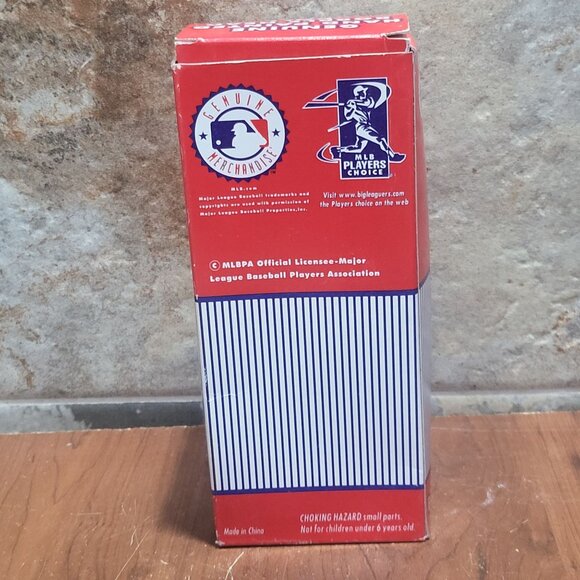 GENUINE
MERCHANDISE
MLB
PLAYERS
CHOICE
MLB.com
Major League Baseball trademarks and
copyrights are used with permission of
Major League Baseball Properties,Inc.
Visit www.bigleaguers.com
the Players choice on the web
© MLBPA Official Licensee-Major
League Baseball Players Association
CHOKING HAZARD small parts.
Made in China
Not for children under 6 years old.